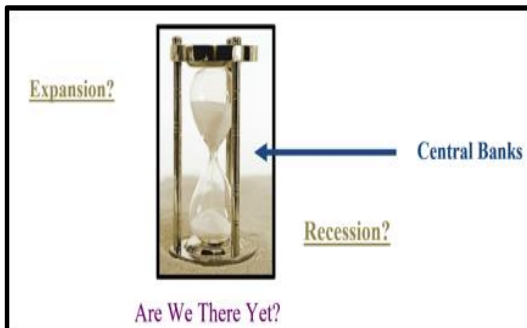 Expansion?
Central Banks
Recession?
Are We There Yet?